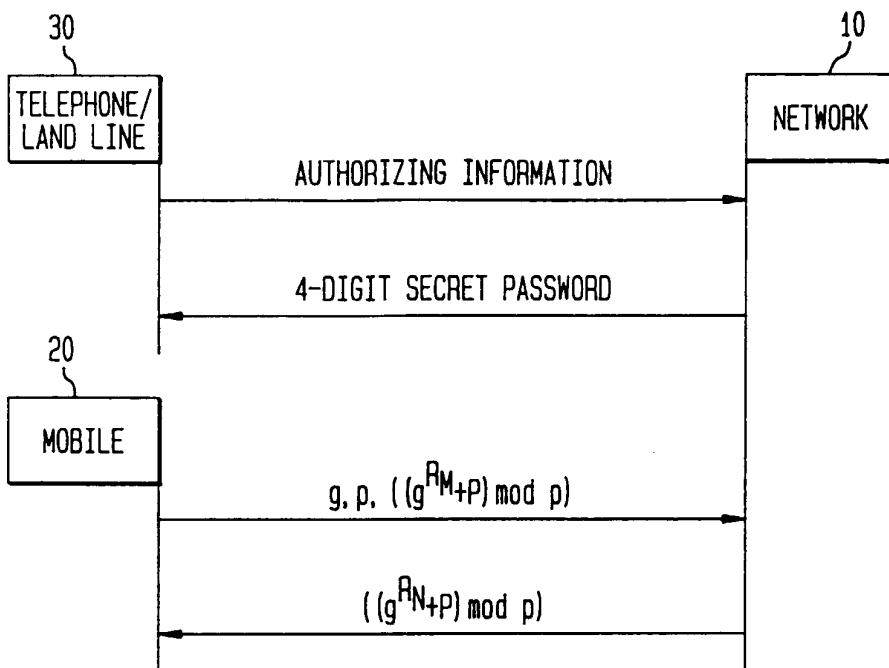 30
10
TELEPHONE/
LAND LINE
NETWORK
AUTHORIZING INFORMATION
4-DIGIT SECRET PASSWORD
20
MOBILE
g, p, ((g^RM+P) mod p)
((g^RN+P) mod p)